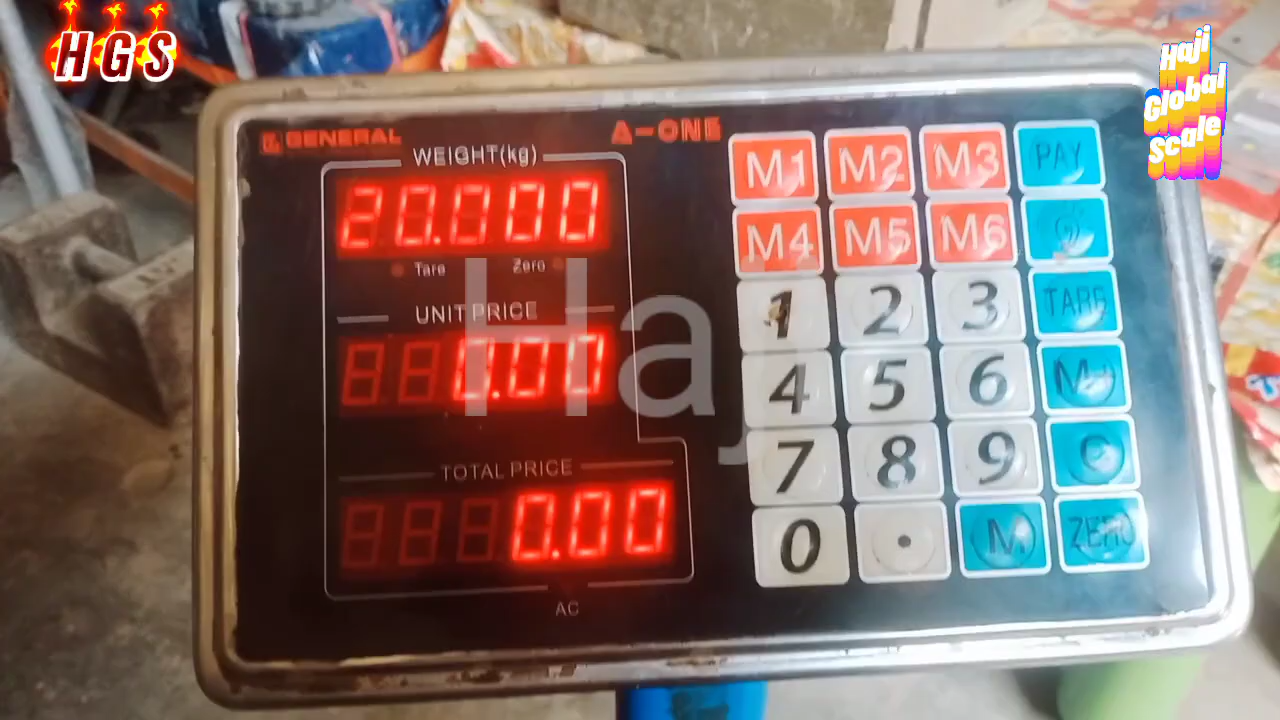 HGS
Haji
Global
Scale
GENERAL
A-ONE
WEIGHT(kg)
20.000
Tare Zero
UNIT PRICE
0.00
TOTAL PRICE
0.00
AC
M1 M2 M3 PAY
M4 M5 M6
1 2 3 TARE
4 5 6 M+
7 8 9 C
0 . M ZERO
Haj